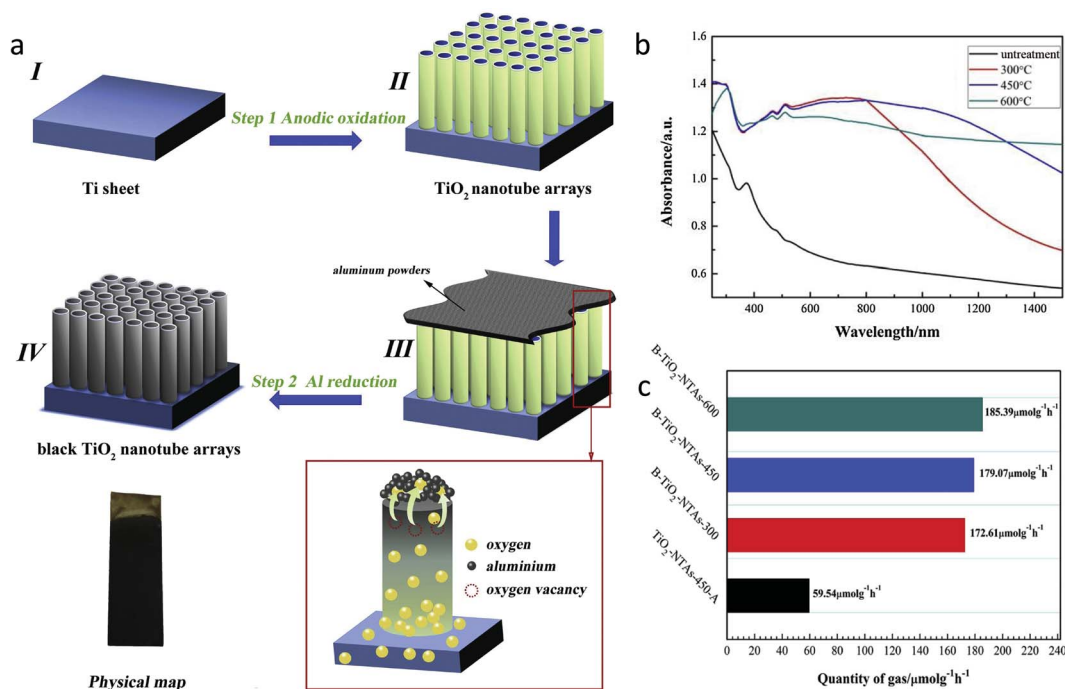 a
I
Ti sheet
Step 1 Anodic oxidation
II
TiO2 nanotube arrays
aluminum powders
III
Step 2 Al reduction
IV
black TiO2 nanotube arrays
Physical map
oxygen
aluminium
oxygen vacancy
b
1.6
1.4
1.2
1.0
0.8
0.6
Absorbance/a.u.
untreatment
300°C
450°C
600°C
400 600 800 1000 1200 1400
Wavelength/nm
c
B-TiO2-NTAs-600
185.39μmolg-1h-1
B-TiO2-NTAs-450
179.07μmolg-1h-1
B-TiO2-NTAs-300
172.61μmolg-1h-1
TiO2-NTAs-450-A
59.54μmolg-1h-1
0 20 40 60 80 100 120 140 160 180 200 220 240
Quantity of gas/μmolg-1h-1